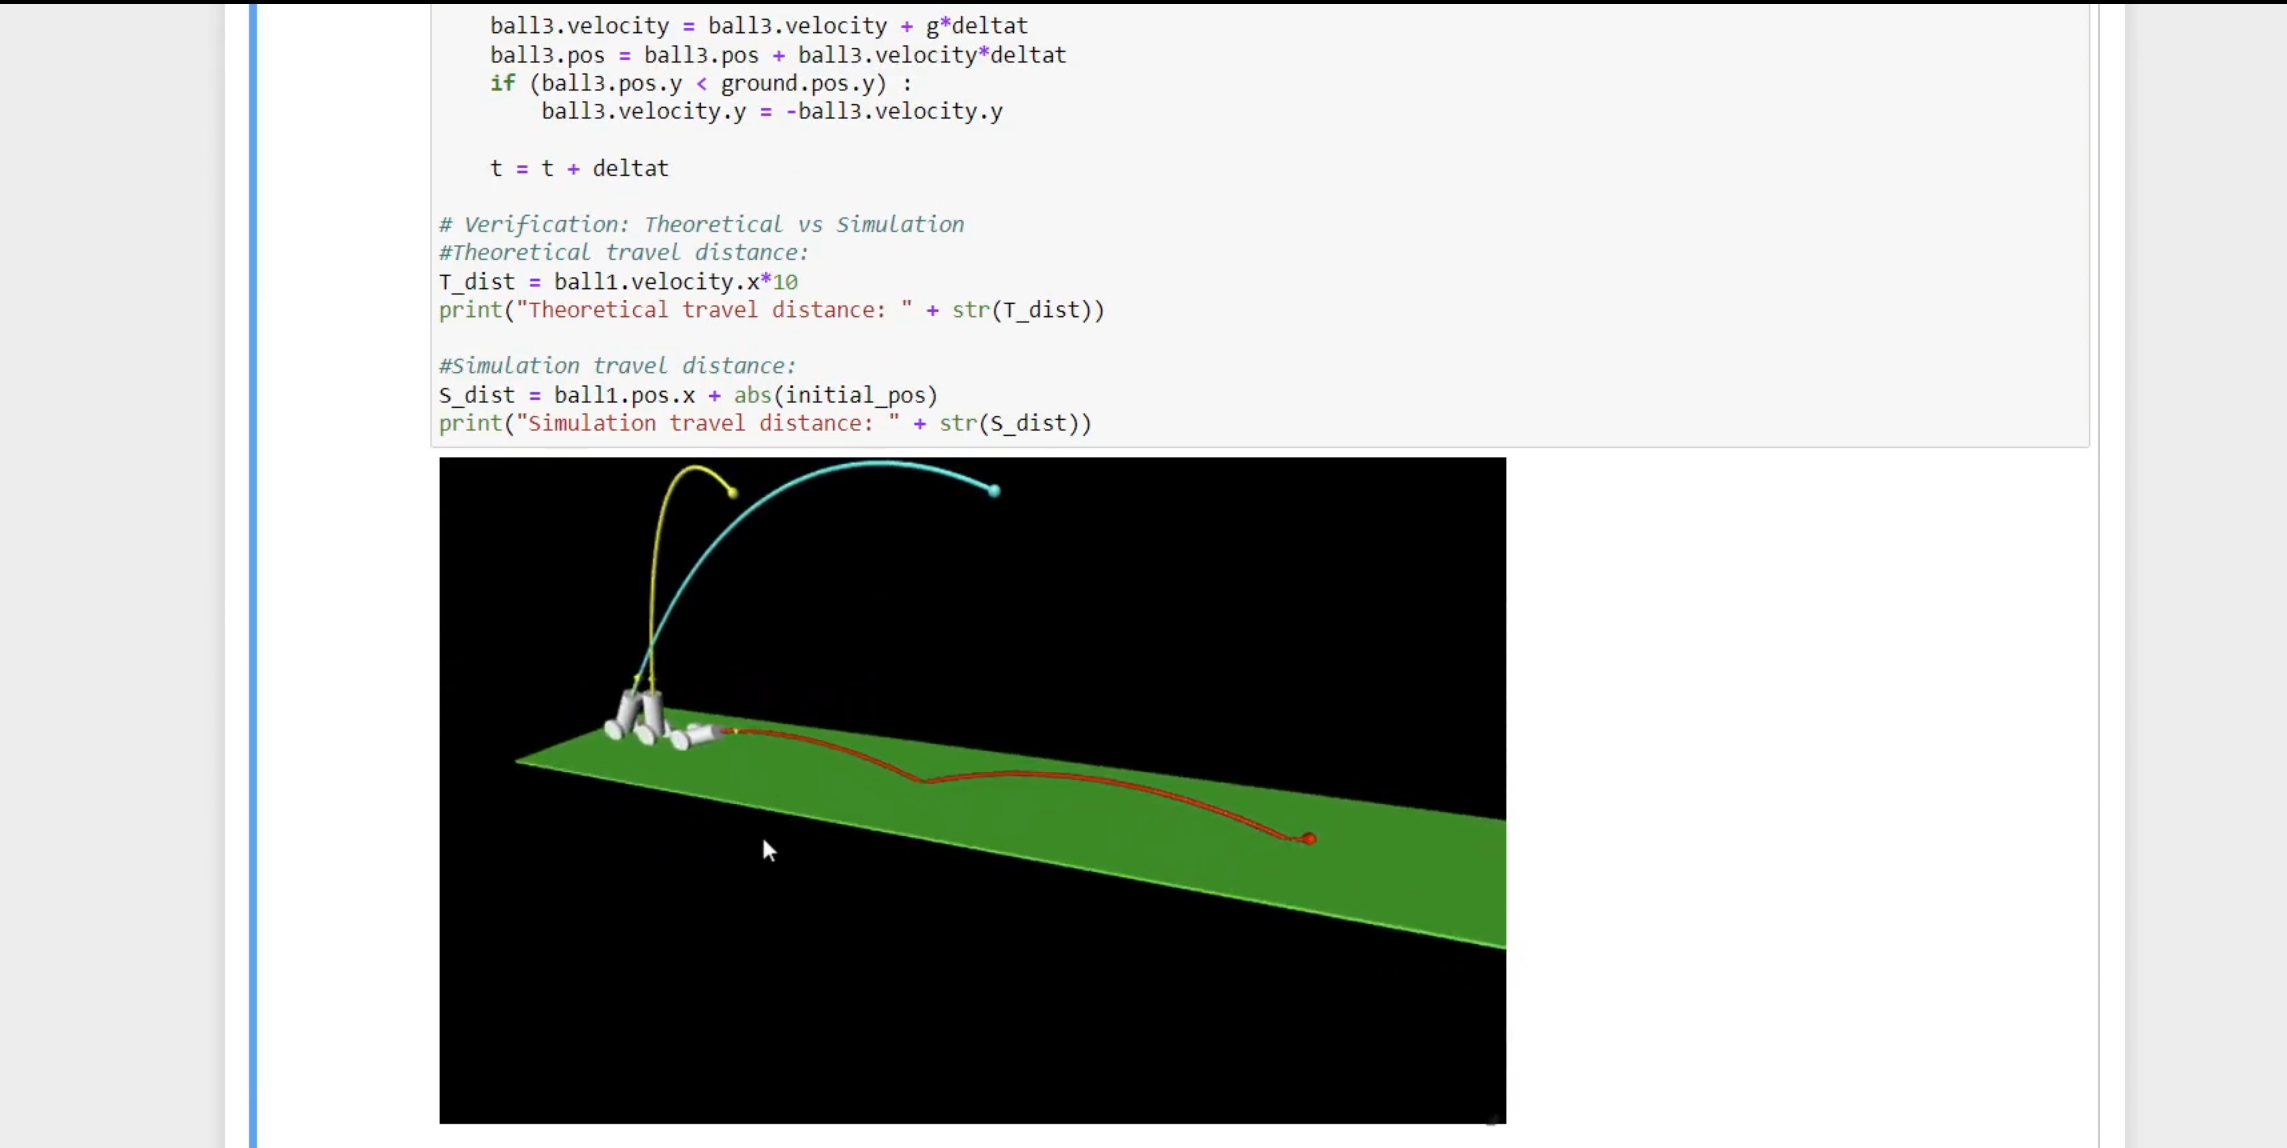 ball3.velocity = ball3.velocity + g*deltat
ball3.pos = ball3.pos + ball3.velocity*deltat
if (ball3.pos.y < ground.pos.y) :
ball3.velocity.y = -ball3.velocity.y
t = t + deltat
# Verification: Theoretical vs Simulation
#Theoretical travel distance:
T_dist = ball1.velocity.x*10
print("Theoretical travel distance: " + str(T_dist))
#Simulation travel distance:
S_dist = ball1.pos.x + abs(initial_pos)
print("Simulation travel distance: " + str(S_dist))